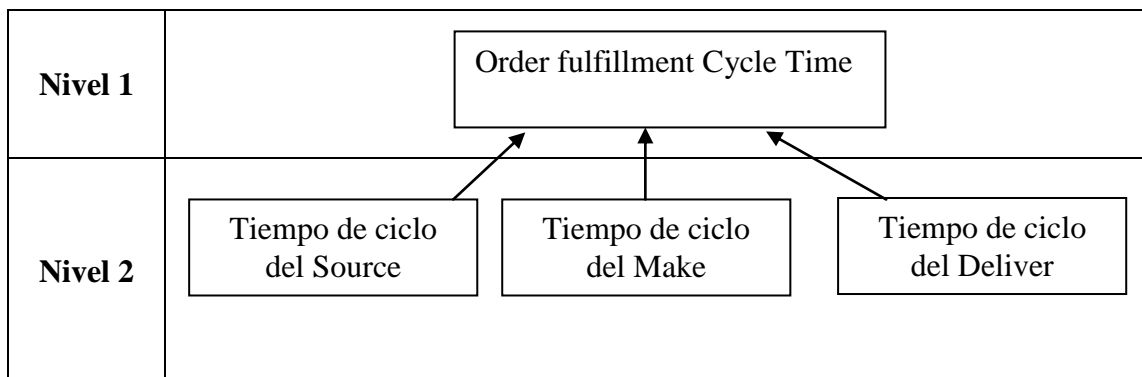 Nivel 1
Order fulfillment Cycle Time
Nivel 2
Tiempo de ciclo
del Source
Tiempo de ciclo
del Make
Tiempo de ciclo
del Deliver